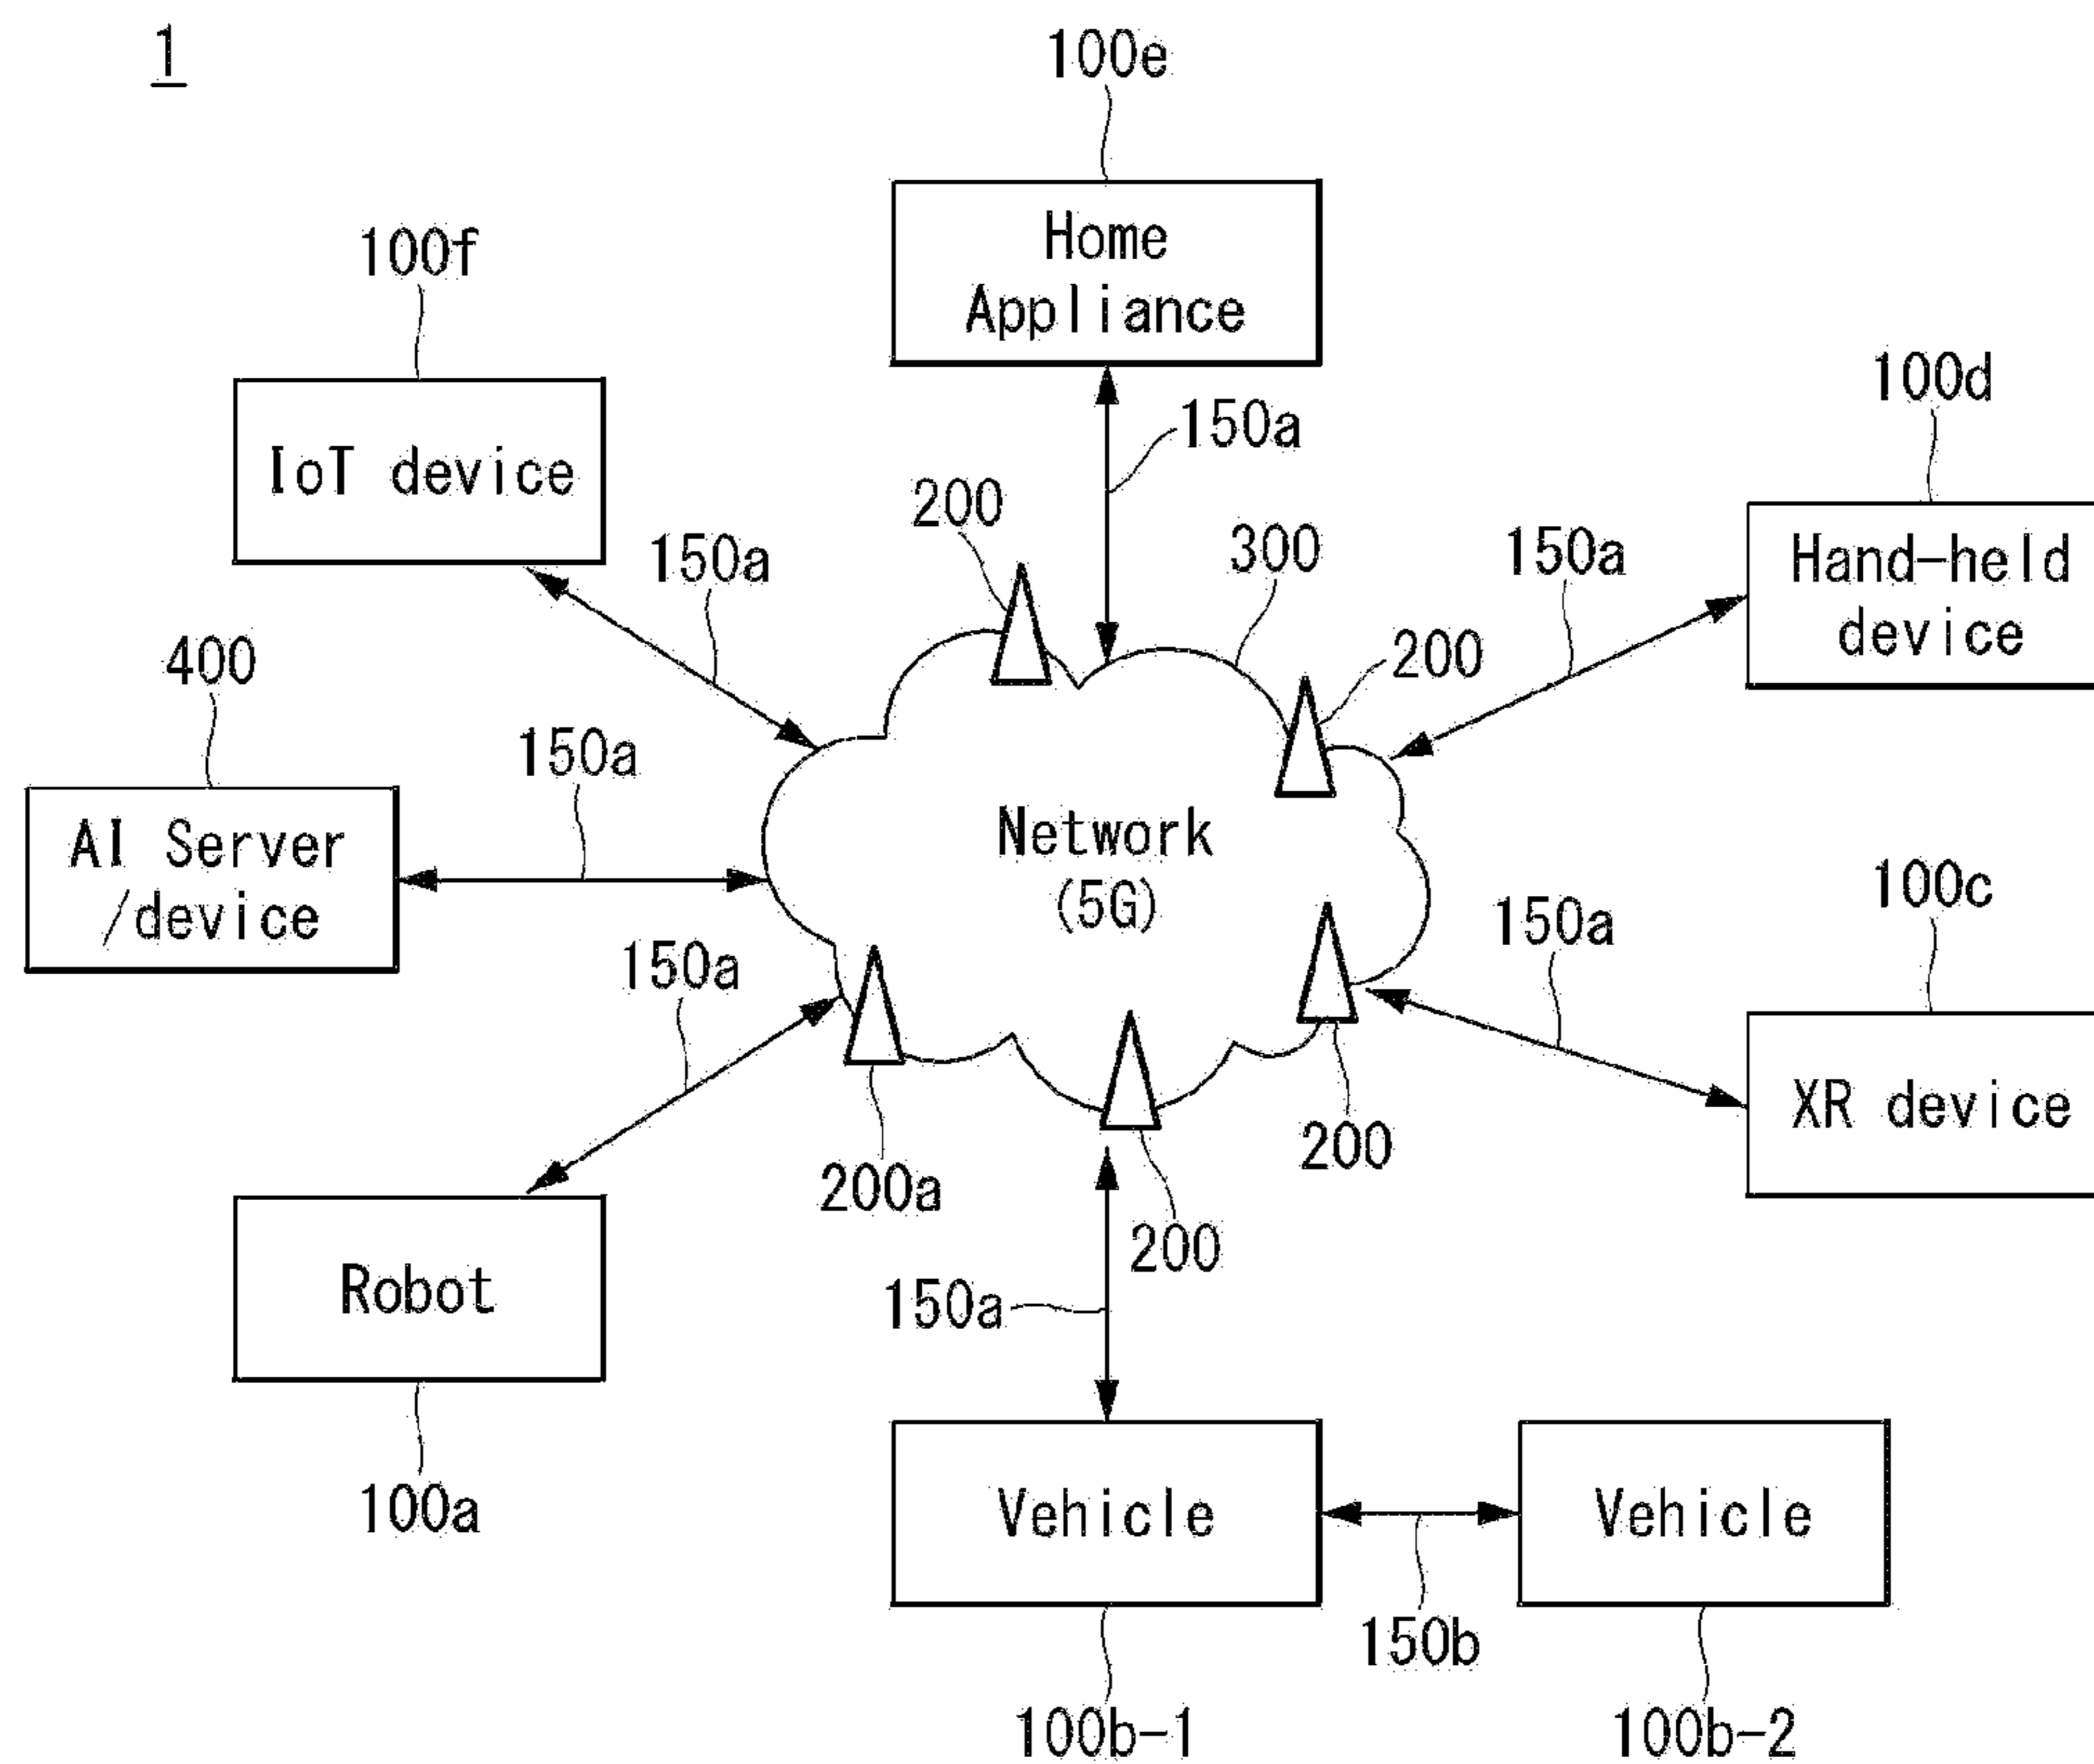 1
100e
Home
Appliance
100f
IoT device
150a
100d
Hand-held
device
200
300
150a
150a
200
400
AI Server
/device
150a
Network
(5G)
100c
XR device
150a
150a
200a
200
200
Robot
100a
150a
Vehicle
Vehicle
150b
100b-1
100b-2